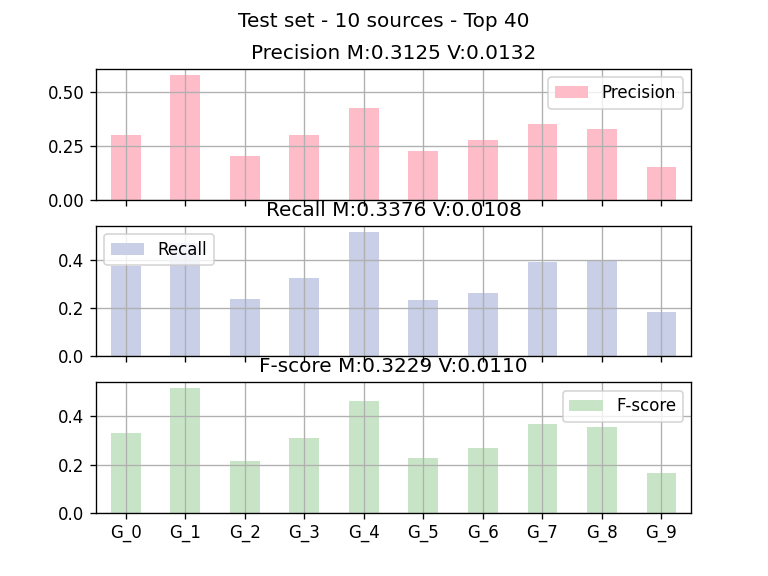 Test set - 10 sources - Top 40
Precision M:0.3125 V:0.0132
0.50
0.25
0.00
Precision
Recall M:0.3376 V:0.0108
0.4
0.2
0.0
Recall
F-score M:0.3229 V:0.0110
0.4
0.2
0.0
F-score
G_0 G_1 G_2 G_3 G_4 G_5 G_6 G_7 G_8 G_9